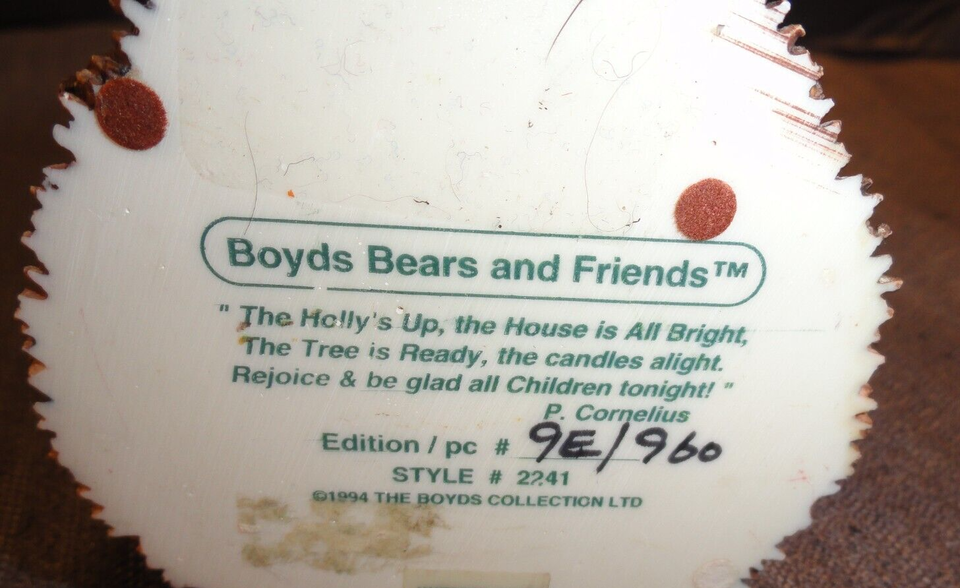 Boyds Bears and Friends™
" The Holly's Up, the House is All Bright,
The Tree is Ready, the candles alight.
Rejoice & be glad all Children tonight! "
P. Cornelius
Edition / pc # 9E/960
STYLE # 2241
©1994 THE BOYDS COLLECTION LTD